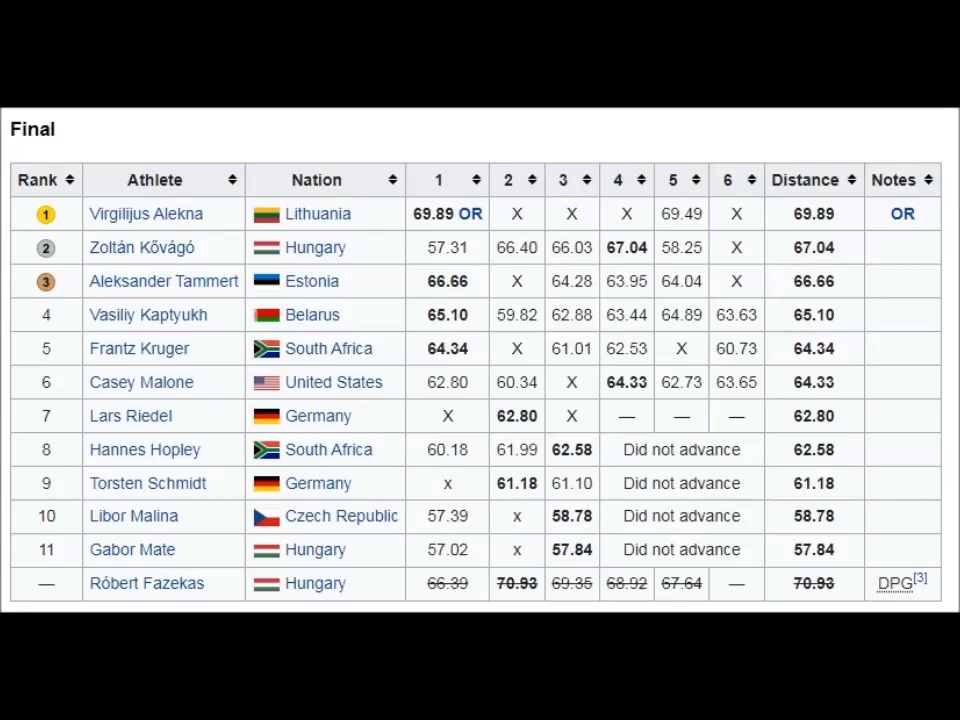 Final
Rank Athlete Nation 1 2 3 4 5 6 Distance Notes
1 Virgilijus Alekna Lithuania 69.89 OR X X X 69.49 X 69.89 OR
2 Zoltán Kővágó Hungary 57.31 66.40 66.03 67.04 58.25 X 67.04
3 Aleksander Tammert Estonia 66.66 X 64.28 63.95 64.04 X 66.66
4 Vasiliy Kaptyukh Belarus 65.10 59.82 62.88 63.44 64.89 63.63 65.10
5 Frantz Kruger South Africa 64.34 X 61.01 62.53 X 60.73 64.34
6 Casey Malone United States 62.80 60.34 X 64.33 62.73 63.65 64.33
7 Lars Riedel Germany X 62.80 X — — — 62.80
8 Hannes Hopley South Africa 60.18 61.99 62.58 Did not advance 62.58
9 Torsten Schmidt Germany x 61.18 61.10 Did not advance 61.18
10 Libor Malina Czech Republic 57.39 x 58.78 Did not advance 58.78
11 Gabor Mate Hungary 57.02 x 57.84 Did not advance 57.84
— Róbert Fazekas Hungary 66.39 70.93 69.35 68.92 67.64 — 70.93 DPG[3]